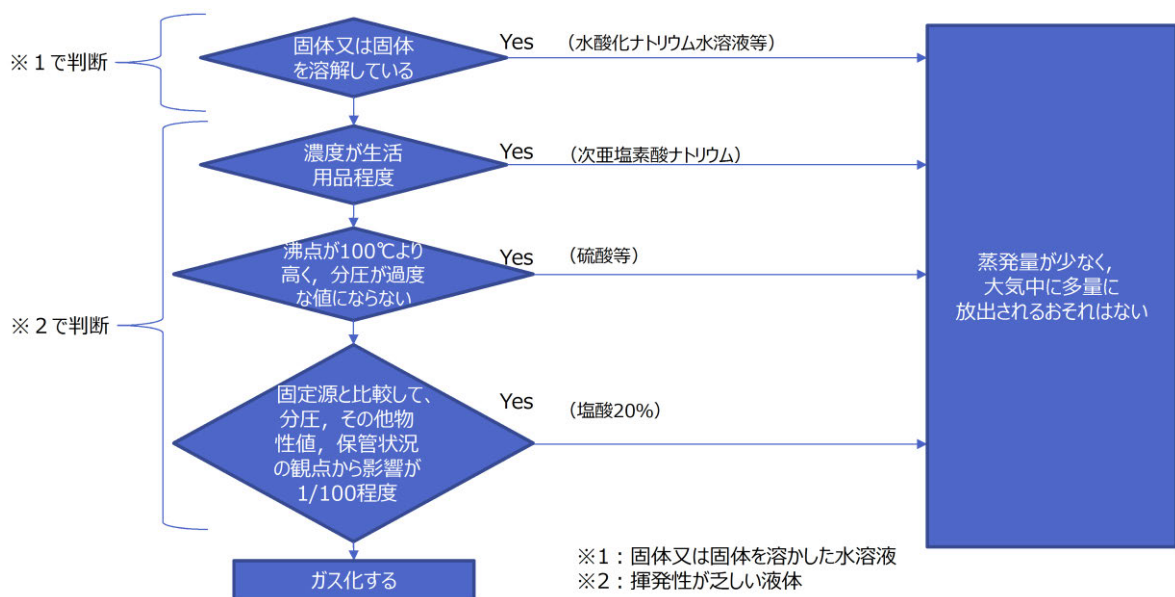 ※１で判断
固体又は固体
を溶解している
Yes
（水酸化ナトリウム水溶液等）
濃度が生活
用品程度
Yes
（次亜塩素酸ナトリウム）
沸点が100℃より
高く，分圧が過度
な値にならない
Yes
（硫酸等）
※２で判断
固定源と比較して、
分圧，その他物
性値，保管状況
の観点から影響が
1/100程度
Yes
（塩酸20%）
蒸発量が少なく，
大気中に多量に
放出されるおそれはない
ガス化する
※1：固体又は固体を溶かした水溶液
※2：揮発性が乏しい液体